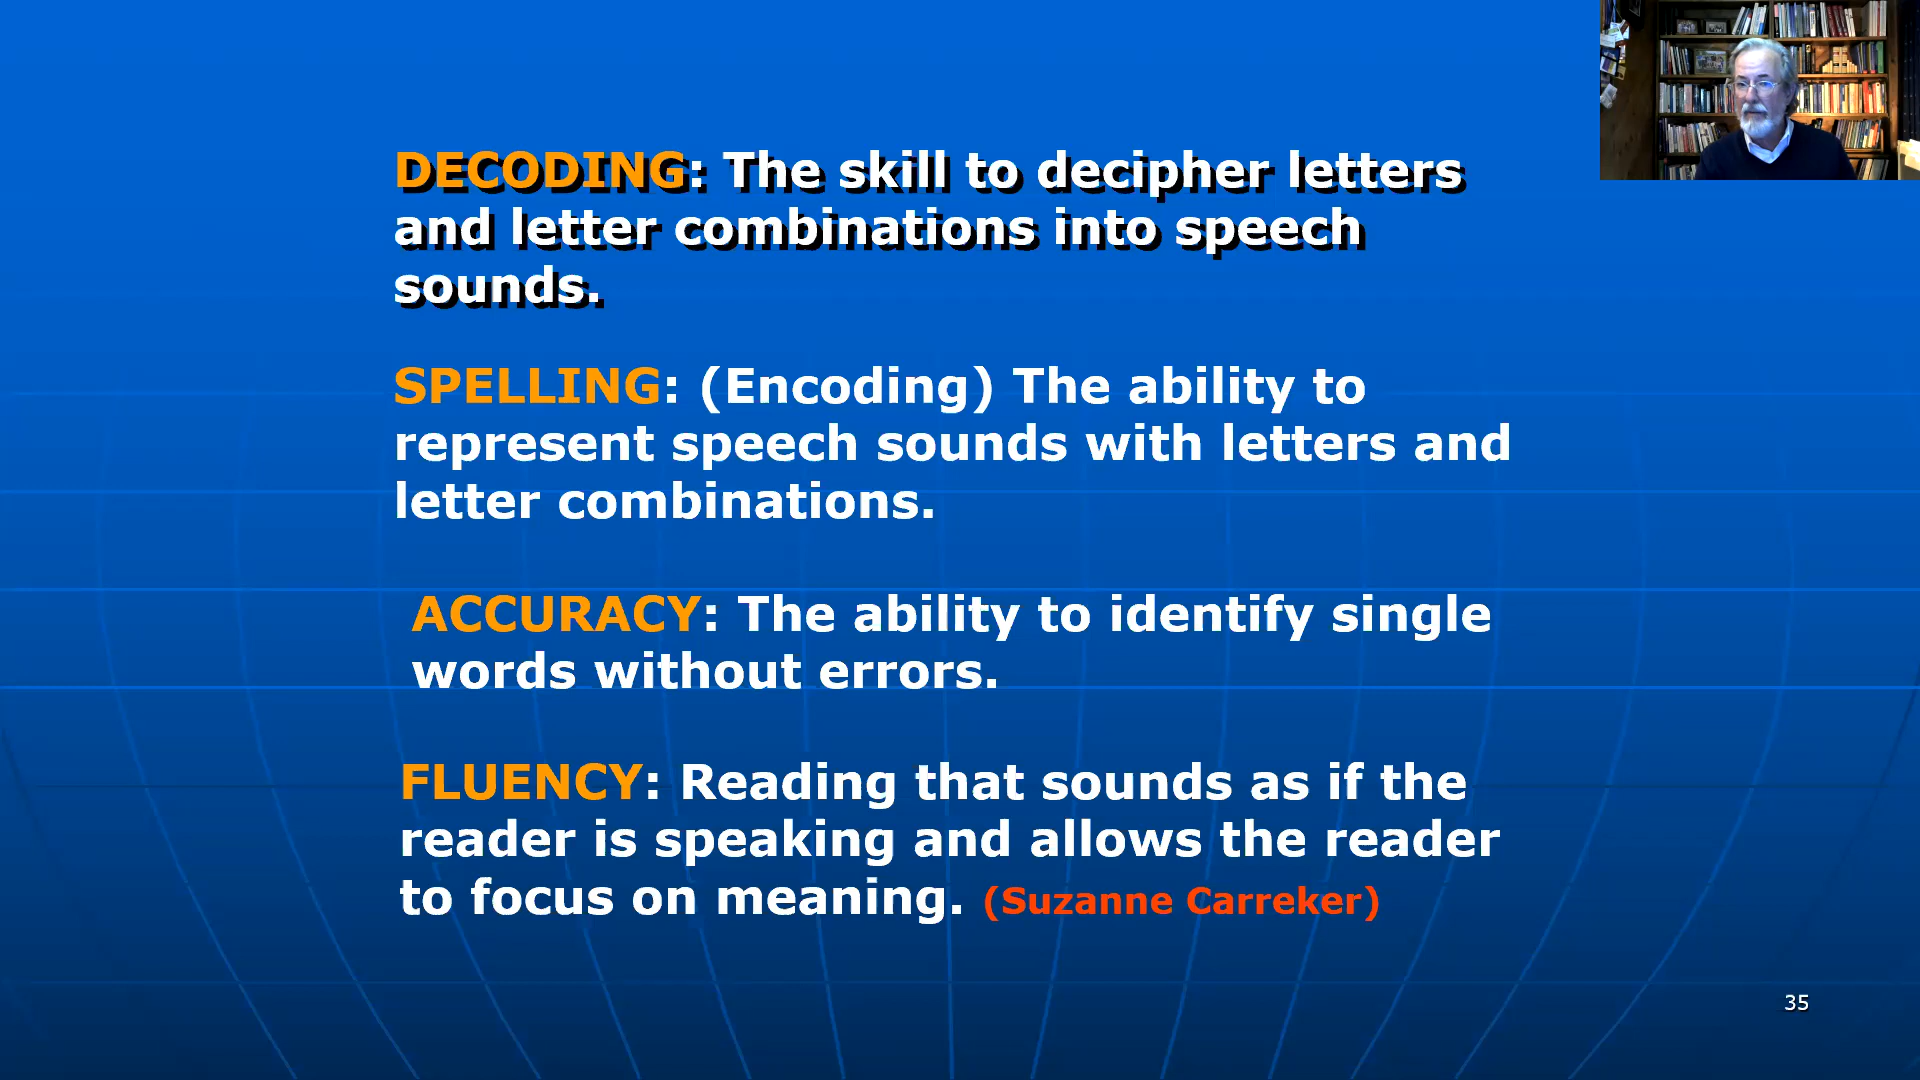 DECODING: The skill to decipher letters
and letter combinations into speech
sounds.
SPELLING: (Encoding) The ability to
represent speech sounds with letters and
letter combinations.
ACCURACY: The ability to identify single
words without errors.
FLUENCY: Reading that sounds as if the
reader is speaking and allows the reader
to focus on meaning. (Suzanne Carreker)
35